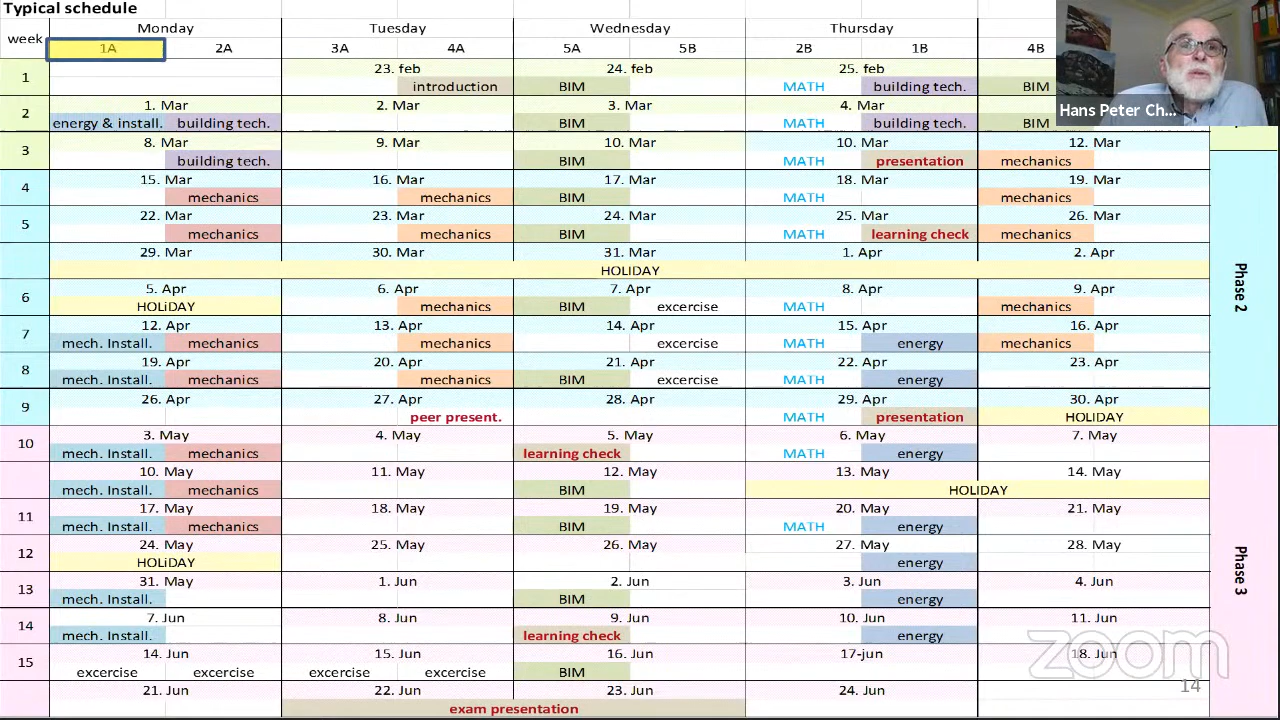 Typical schedule
week Monday Tuesday Wednesday Thursday
1A 2A 3A 4A 5A 5B 2B 1B 4B
1 23. feb 24. feb 25. feb
introduction BIM MATH building tech. BIM
Hans Peter Ch...
2 1. Mar 2. Mar 3. Mar 4. Mar
energy & install. building tech. BIM MATH building tech. BIM
3 8. Mar 9. Mar 10. Mar 10. Mar 12. Mar
building tech. BIM MATH presentation mechanics
4 15. Mar 16. Mar 17. Mar 18. Mar 19. Mar
mechanics mechanics BIM MATH mechanics
5 22. Mar 23. Mar 24. Mar 25. Mar 26. Mar
mechanics mechanics BIM MATH learning check mechanics
29. Mar 30. Mar 31. Mar 1. Apr 2. Apr
HOLIDAY
Phase 2
6 5. Apr 6. Apr 7. Apr 8. Apr 9. Apr
HOLiDAY mechanics BIM excercise MATH mechanics
7 12. Apr 13. Apr 14. Apr 15. Apr 16. Apr
mech. Install. mechanics mechanics excercise MATH energy mechanics
8 19. Apr 20. Apr 21. Apr 22. Apr 23. Apr
mech. Install. mechanics mechanics BIM excercise MATH energy
9 26. Apr 27. Apr 28. Apr 29. Apr 30. Apr
peer present. MATH presentation HOLIDAY
10 3. May 4. May 5. May 6. May 7. May
mech. Install. mechanics learning check MATH energy
10. May 11. May 12. May 13. May 14. May
mech. Install. mechanics BIM HOLIDAY
11 17. May 18. May 19. May 20. May 21. May
mech. Install. mechanics BIM MATH energy
12 24. May 25. May 26. May 27. May 28. May
HOLiDAY energy
Phase 3
13 31. May 1. Jun 2. Jun 3. Jun 4. Jun
mech. Install. BIM energy
14 7. Jun 8. Jun 9. Jun 10. Jun 11. Jun
mech. Install. learning check energy
15 14. Jun 15. Jun 16. Jun 17-jun 18. Jun
excercise excercise excercise excercise BIM
zoom
21. Jun 22. Jun 23. Jun 24. Jun
14
exam presentation